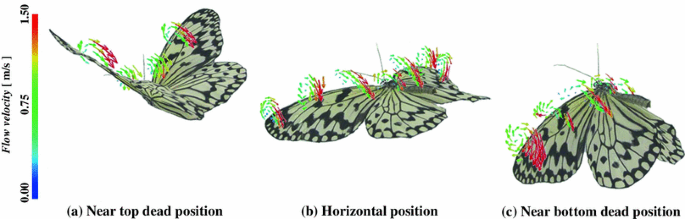 1.50
0.75
0.00
Flow velocity [ m/s ]
(a) Near top dead position
(b) Horizontal position
(c) Near bottom dead position